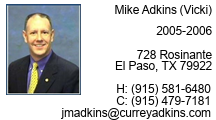 Mike Adkins (Vicki)
2005-2006
728 Rosinante
El Paso, TX 79922
H: (915) 581-6480
C: (915) 479-7181
jmadkins@curreyadkins.com